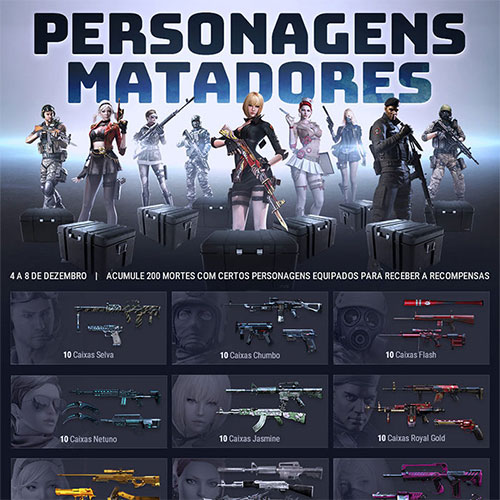 PERSONAGENS
MATADORES
4 A 8 DE DEZEMBRO | ACUMULE 200 MORTES COM CERTOS PERSONAGENS EQUIPADOS PARA RECEBER A RECOMPENSAS
10 Caixas Selva
10 Caixas Chumbo
10 Caixas Flash
10 Caixas Netuno
10 Caixas Jasmine
10 Caixas Royal Gold